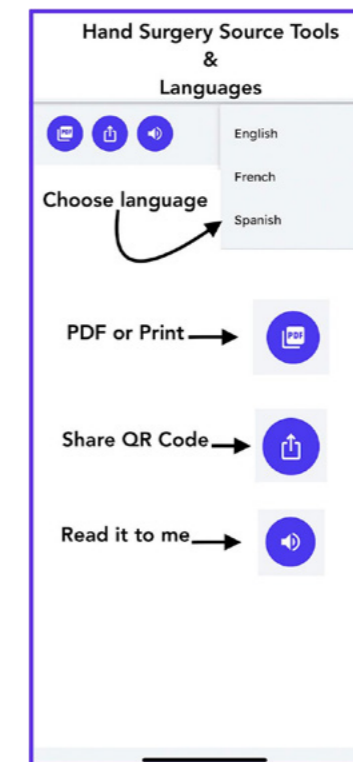 Hand Surgery Source Tools
&
Languages
PDF
English
French
Choose language
Spanish
PDF or Print
PDF
Share QR Code
Read it to me